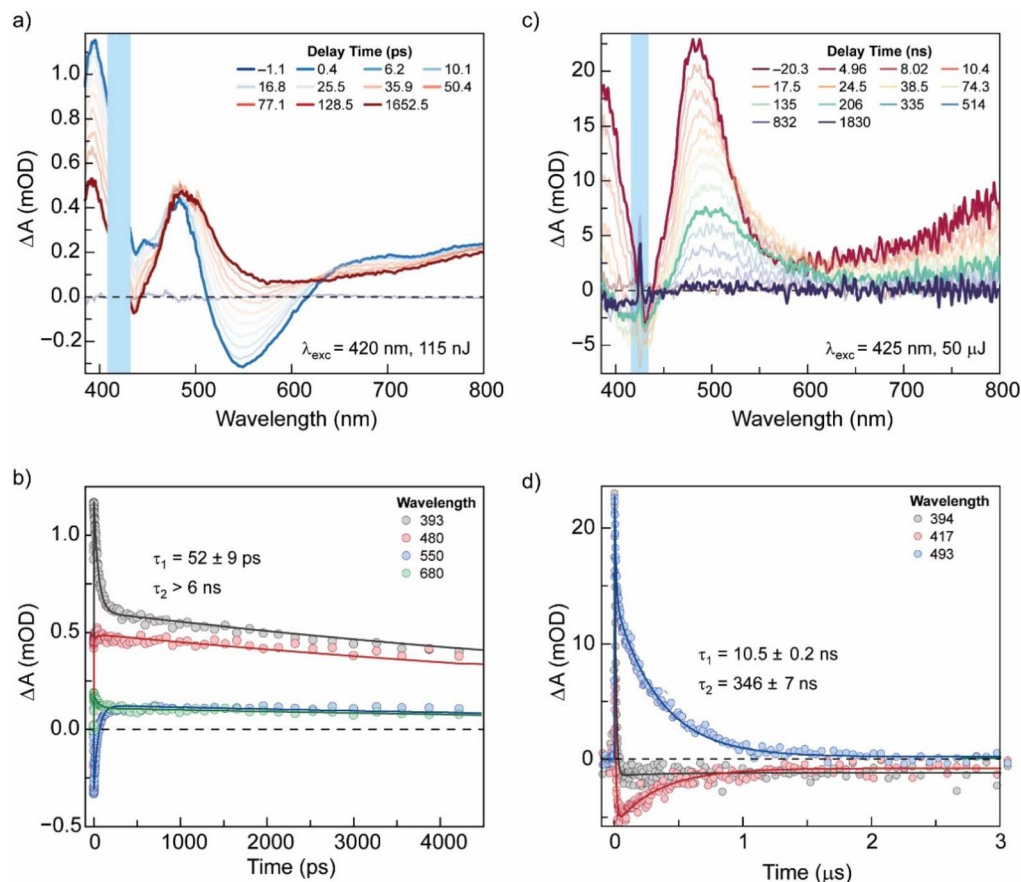 a)
Delay Time (ps)
−1.1 0.4 6.2 10.1
16.8 25.5 35.9 50.4
77.1 128.5 1652.5
1.0
0.8
0.6
0.4
0.2
0.0
−0.2
ΔA (mOD)
λexc = 420 nm, 115 nJ
400 500 600 700 800
Wavelength (nm)
c)
Delay Time (ns)
−20.3 4.96 8.02 10.4
17.5 24.5 38.5 74.3
135 206 335 514
832 1830
20
15
10
5
0
−5
ΔA (mOD)
λexc = 425 nm, 50 μJ
400 500 600 700 800
Wavelength (nm)
b)
Wavelength
393
480
550
680
τ1 = 52 ± 9 ps
τ2 > 6 ns
1.0
0.5
0.0
−0.5
ΔA (mOD)
0 1000 2000 3000 4000
Time (ps)
d)
Wavelength
394
417
493
τ1 = 10.5 ± 0.2 ns
τ2 = 346 ± 7 ns
20
10
0
ΔA (mOD)
0 1 2 3
Time (μs)